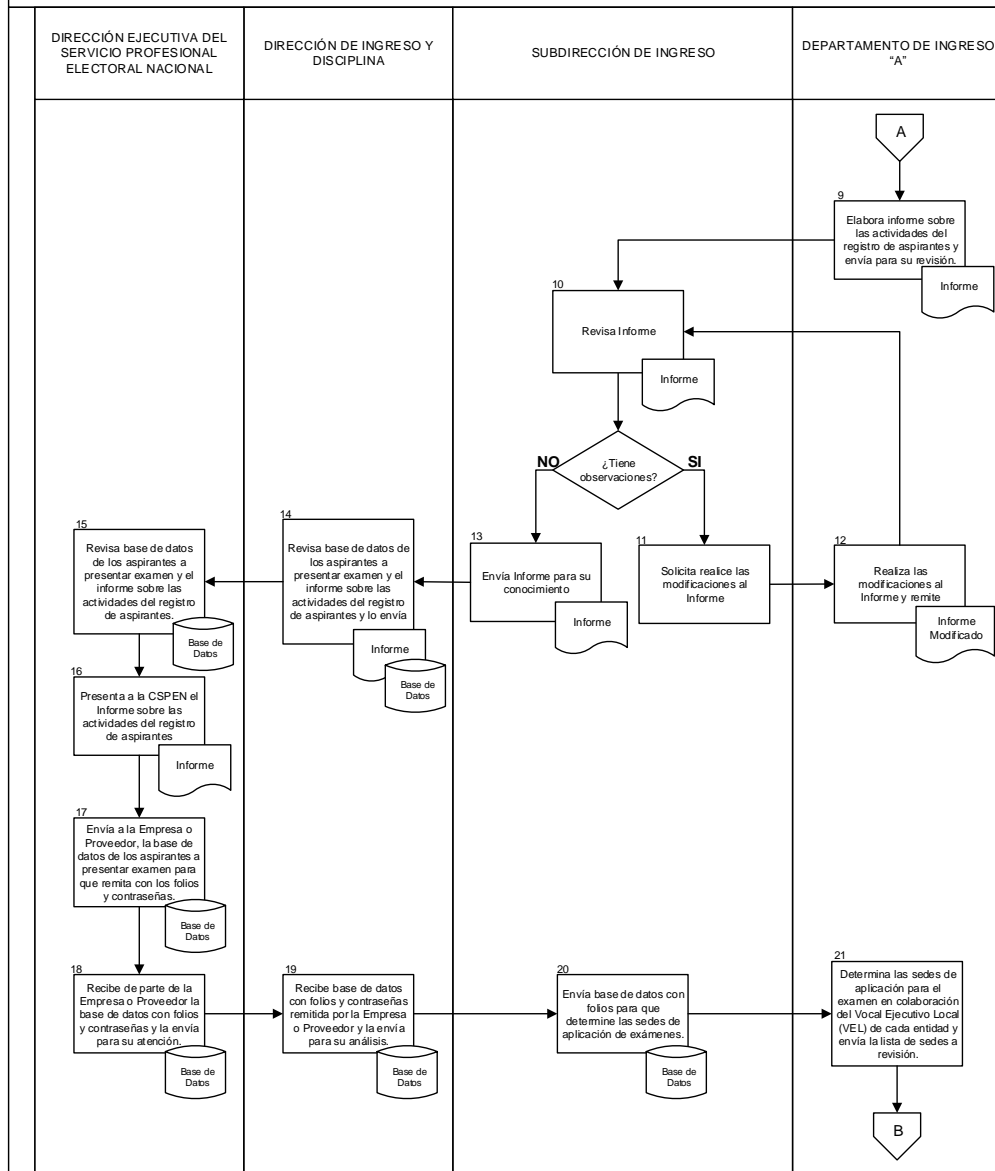 DIRECCIÓN EJECUTIVA DEL
SERVICIO PROFESIONAL
ELECTORAL NACIONAL
DIRECCIÓN DE INGRESO Y
DISCIPLINA
SUBDIRECCIÓN DE INGRESO
DEPARTAMENTO DE INGRESO
“A”
A
9
Elabora informe sobre
las actividades del
registro de aspirantes y
envía para su revisión.
Informe
10
Revisa Informe
Informe
¿Tiene
observaciones?
NO
SI
15
Revisa base de datos
de los aspirantes a
presentar examen y el
informe sobre las
actividades del registro
de aspirantes.
Base de
Datos
14
Revisa base de datos de
los aspirantes a
presentar examen y el
informe sobre las
actividades del registro
de aspirantes y lo envía
Informe
Base de
Datos
13
Envía Informe para su
conocimiento
Informe
11
Solicita realice las
modificaciones al
Informe
12
Realiza las
modificaciones al
Informe y remite
Informe
Modificado
16
Presenta a la CSPEN el
Informe sobre las
actividades del registro
de aspirantes
Informe
17
Envía a la Empresa o
Proveedor, la base de
datos de los aspirantes a
presentar examen para
que remita con los folios
y contraseñas.
Base de
Datos
18
Recibe de parte de la
Empresa o Proveedor la
base de datos con folios
y contraseñas y la envía
para su atención.
Base de
Datos
19
Recibe base de datos
con folios y contraseñas
remitida por la Empresa
o Proveedor y la envía
para su análisis.
Base de
Datos
20
Envía base de datos con
folios para que
determine las sedes de
aplicación de exámenes.
Base de
Datos
21
Determina las sedes de
aplicación para el
examen en colaboración
del Vocal Ejecutivo Local
(VEL) de cada entidad y
envía la lista de sedes a
revisión.
B